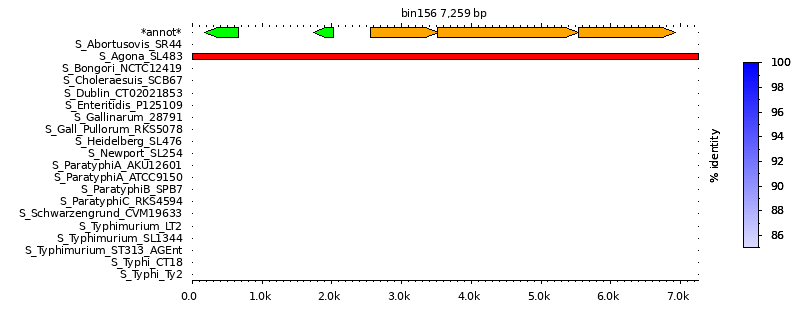 bin156 7,259 bp
*annot*
S_Abortusovis_SR44
S_Agona_SL483
S_Bongori_NCTC12419
S_Choleraesuis_SCB67
S_Dublin_CT02021853
S_Enteritidis_P125109
S_Gallinarum_28791
S_Gall_Pullorum_RKS5078
S_Heidelberg_SL476
S_Newport_SL254
S_ParatyphiA_AKU12601
S_ParatyphiA_ATCC9150
S_ParatyphiB_SPB7
S_ParatyphiC_RKS4594
S_Schwarzengrund_CVM19633
S_Typhimurium_LT2
S_Typhimurium_SL1344
S_Typhimurium_ST313_AGEnt
S_Typhi_CT18
S_Typhi_Ty2
0.0 1.0k 2.0k 3.0k 4.0k 5.0k 6.0k 7.0k
% identity
100
98
96
94
92
90
88
86